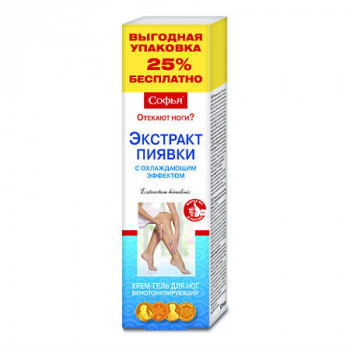 ВЫГОДНАЯ
УПАКОВКА
25%
БЕСПЛАТНО
Софья
ОТЕКАЮТ НОГИ?
ЭКСТРАКТ
ПИЯВКИ
С ОХЛАЖДАЮЩИМ
ЭФФЕКТОМ
Extractum hirudinis
КРЕМ-ГЕЛЬ ДЛЯ НОГ
ВЕНОТОНИЗИРУЮЩИЙ